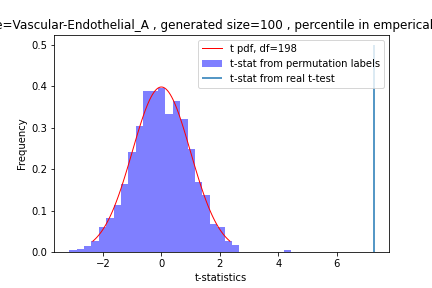 e=Vascular-Endothelial_A , generated size=100 , percentile in emperical
t pdf, df=198
t-stat from permutation labels
t-stat from real t-test
Frequency
0.5
0.4
0.3
0.2
0.1
0.0
−2 0 2 4 6
t-statistics